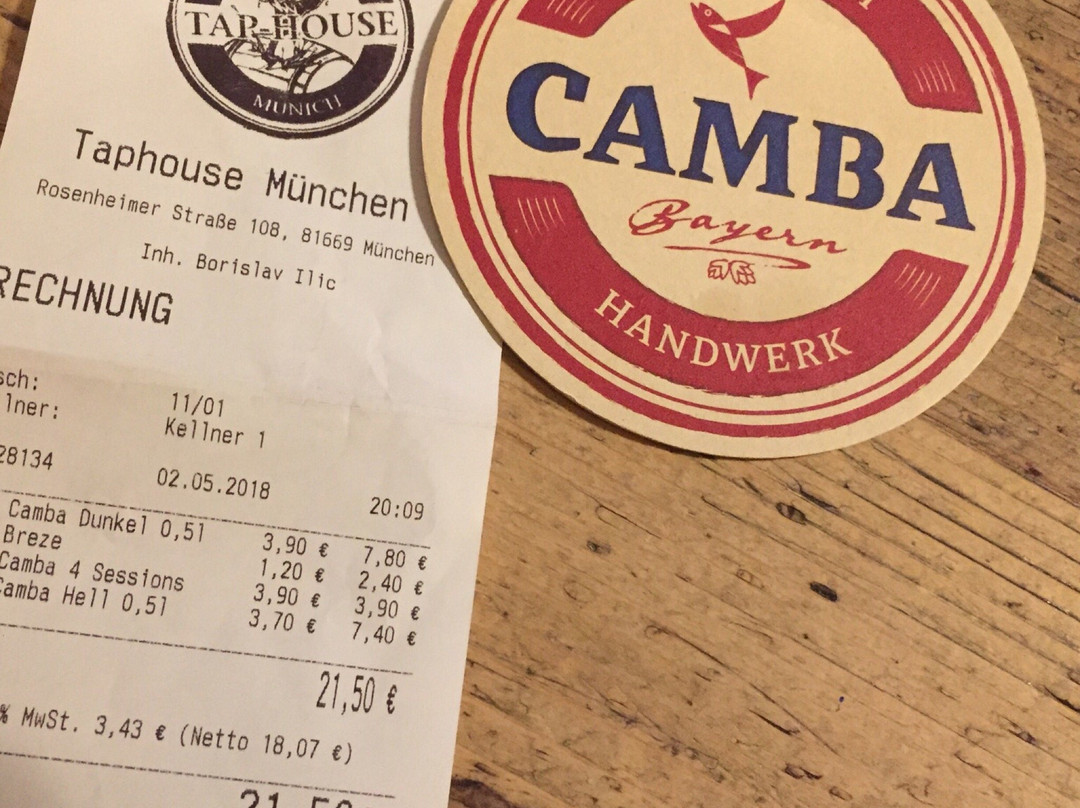 TAP-HOUSE
MUNICH
Taphouse München
Rosenheimer Straße 108, 81669 München
Inh. Borislav Ilic
RECHNUNG
sch: 11/01
lner: Kellner 1
28134 02.05.2018 20:09
Camba Dunkel 0,5l 3,90 € 7,80 €
Breze 1,20 € 2,40 €
Camba 4 Sessions 3,90 € 3,90 €
Camba Hell 0,5l 3,70 € 7,40 €
21,50 €
% MwSt. 3,43 € (Netto 18,07 €)
CAMBA
Bayern
HANDWERK